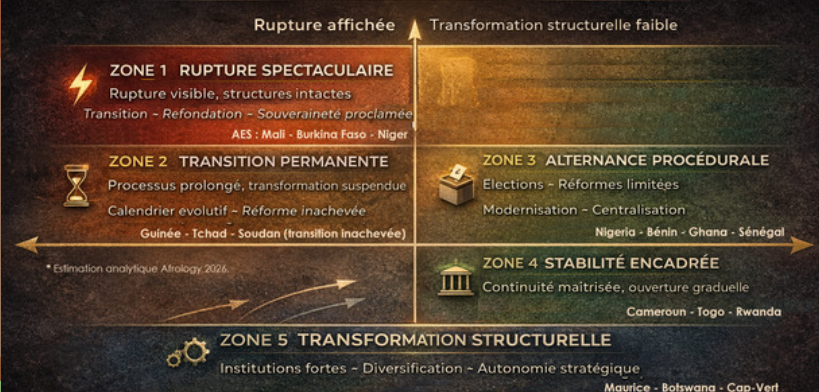 Rupture affichée
Transformation structurelle faible
ZONE 1 RUPTURE SPECTACULAIRE
Rupture visible, structures intactes
Transition ~ Refondation ~ Souveraineté proclamée
AES : Mali - Burkina Faso - Niger
ZONE 2 TRANSITION PERMANENTE
Processus prolongé, transformation suspendue
Calendrier evolutif ~ Réforme inachevée
Guinée - Tchad - Soudan (transition inachevée)
ZONE 3 ALTERNANCE PROCÉDURALE
Elections ~ Réformes limitées
Modernisation ~ Centralisation
Nigeria - Bénin - Ghana - Sénégal
* Estimation analytique Afrology 2026.
ZONE 4 STABILITÉ ENCADRÉE
Continuité maîtrisée, ouverture graduelle
Cameroun - Togo - Rwanda
ZONE 5 TRANSFORMATION STRUCTURELLE
Institutions fortes ~ Diversification ~ Autonomie stratégique
Maurice - Botswana - Cap-Vert